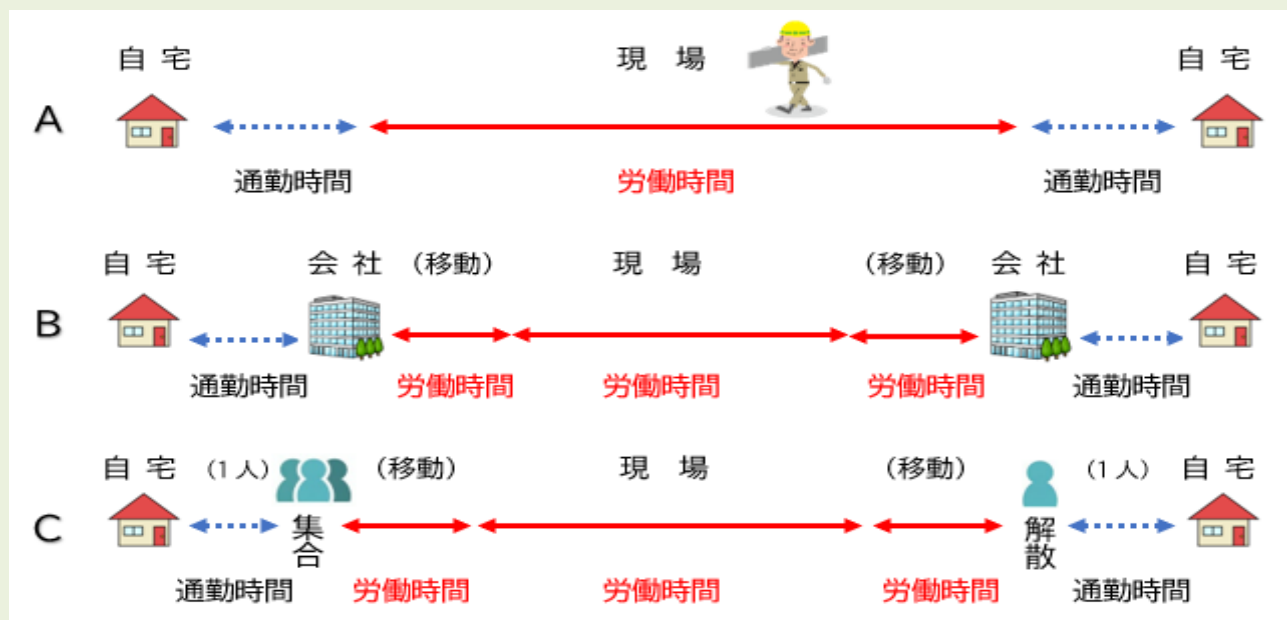 自宅 現場 自宅
A
通勤時間 労働時間 通勤時間
自宅 会社 (移動) 現場 (移動) 会社 自宅
B
通勤時間 労働時間 労働時間 労働時間 通勤時間
自宅 (1人) (移動) 現場 (移動) (1人) 自宅
C 集合 解散
通勤時間 労働時間 労働時間 労働時間 通勤時間